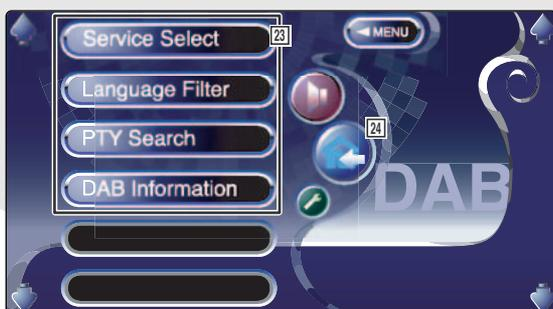 Service Select
23
◄ MENU
Language Filter
PTY Search
24
DAB Information
DAB